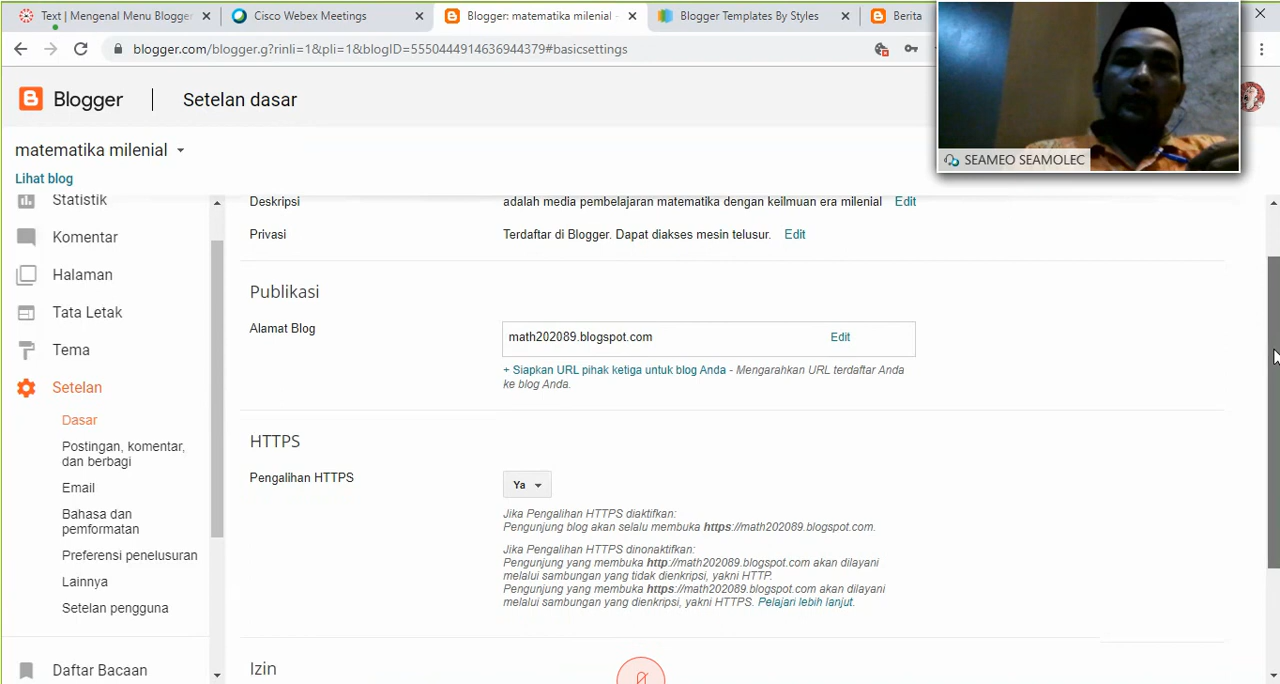 Text | Mengenal Menu Blogger
Cisco Webex Meetings
Blogger: matematika milenial -
Blogger Templates By Styles
Berita
blogger.com/blogger.g?rinli=1&pli=1&blogID=5550444914636944379#basicsettings
Blogger
Setelan dasar
SEAMEO SEAMOLEC
matematika milenial
Lihat blog
Statistik
Komentar
Halaman
Tata Letak
Tema
Setelan
Dasar
Postingan, komentar,
dan berbagi
Email
Bahasa dan
pemformatan
Preferensi penelusuran
Lainnya
Setelan pengguna
Daftar Bacaan
Deskripsi
adalah media pembelajaran matematika dengan keilmuan era milenial Edit
Privasi
Terdaftar di Blogger. Dapat diakses mesin telusur. Edit
Publikasi
Alamat Blog
math202089.blogspot.com Edit
+ Siapkan URL pihak ketiga untuk blog Anda - Mengarahkan URL terdaftar Anda
ke blog Anda.
HTTPS
Pengalihan HTTPS
Ya
Jika Pengalihan HTTPS diaktifkan:
Pengunjung blog akan selalu membuka https://math202089.blogspot.com.
Jika Pengalihan HTTPS dinonaktifkan:
Pengunjung yang membuka http://math202089.blogspot.com akan dilayani
melalui sambungan yang tidak dienkripsi, yakni HTTP.
Pengunjung yang membuka https://math202089.blogspot.com akan dilayani
melalui sambungan yang dienkripsi, yakni HTTPS. Pelajari lebih lanjut.
Izin